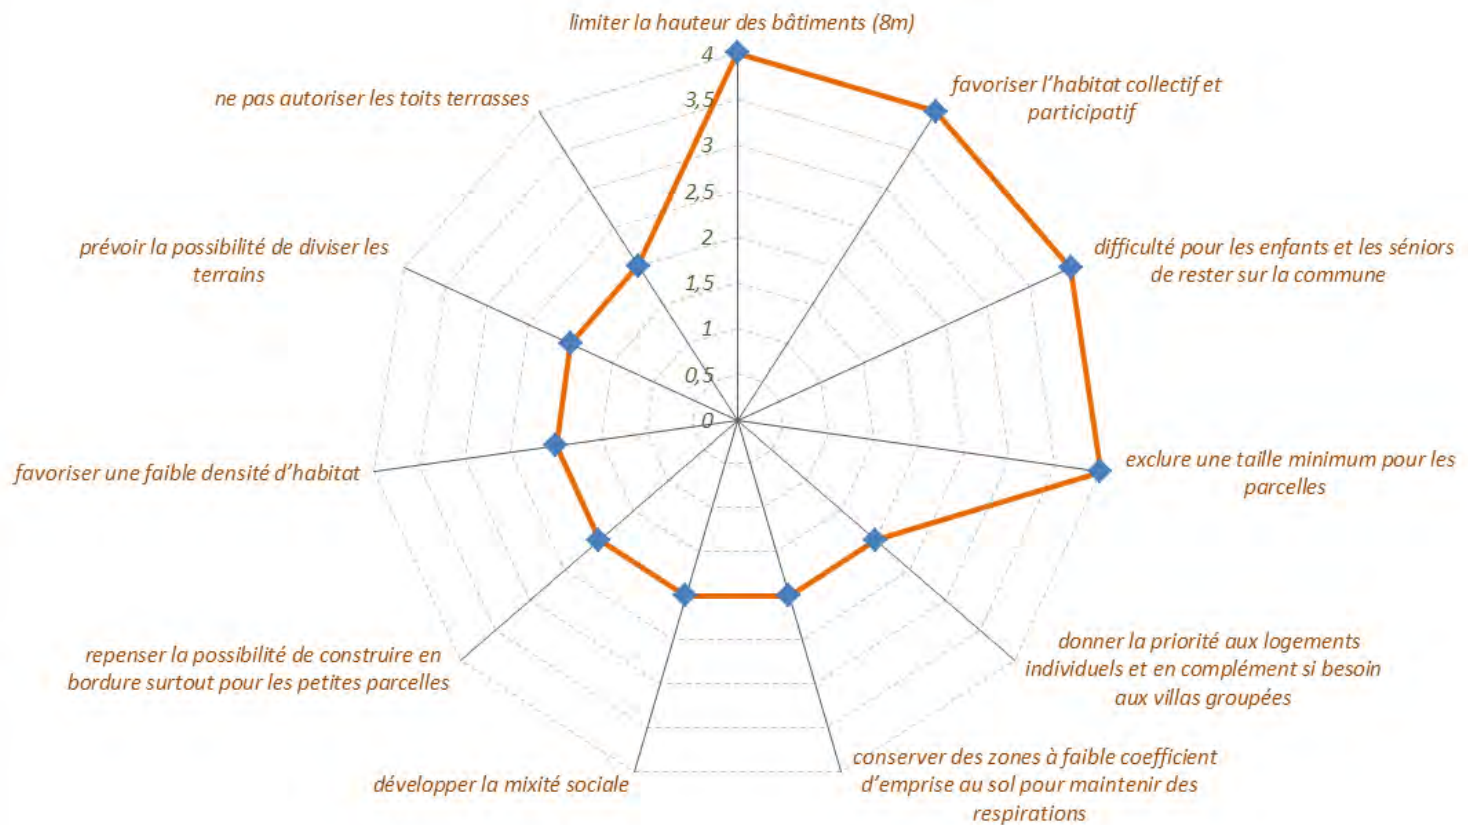 limiter la hauteur des bâtiments (8m)
4
3,5
3
2,5
2
1,5
1
0,5
0
favoriser l'habitat collectif et
participatif
difficulté pour les enfants et les séniors
de rester sur la commune
exclure une taille minimum pour les
parcelles
donner la priorité aux logements
individuels et en complément si besoin
aux villas groupées
conserver des zones à faible coefficient
d'emprise au sol pour maintenir des
respirations
développer la mixité sociale
repenser la possibilité de construire en
bordure surtout pour les petites parcelles
favoriser une faible densité d'habitat
prévoir la possibilité de diviser les
terrains
ne pas autoriser les toits terrasses